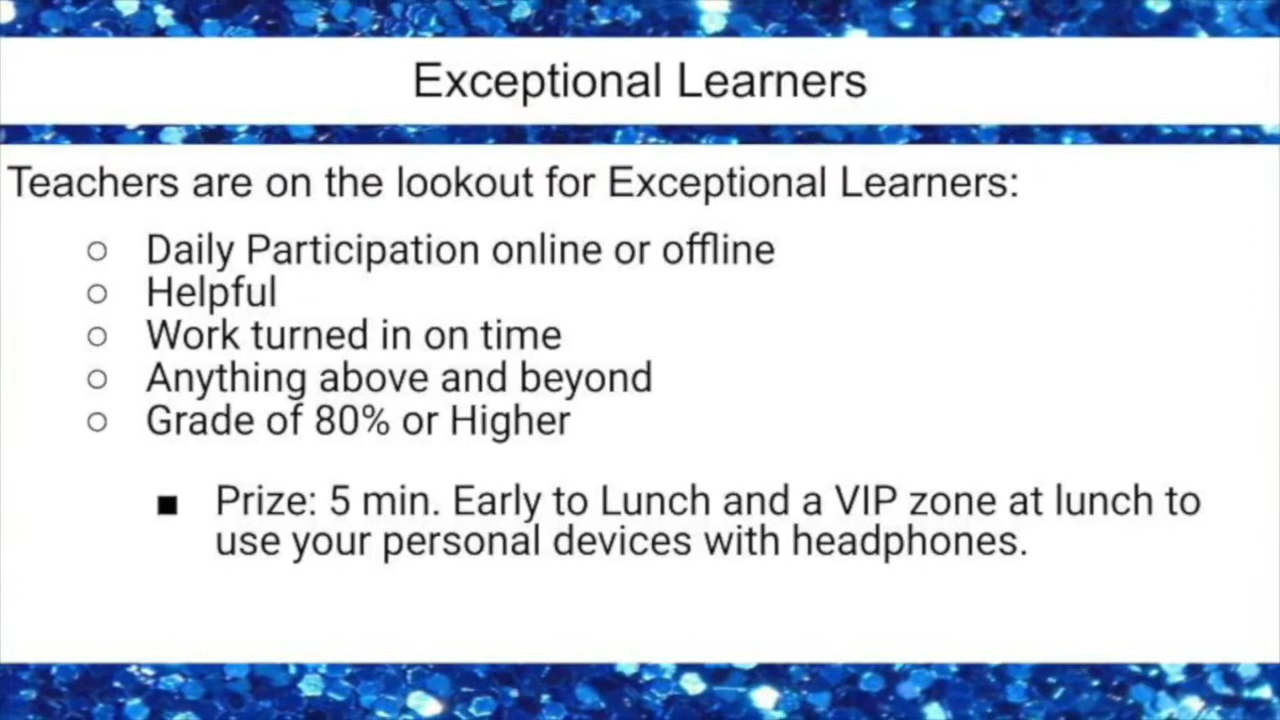 Exceptional Learners
Teachers are on the lookout for Exceptional Learners:
○ Daily Participation online or offline
○ Helpful
○ Work turned in on time
○ Anything above and beyond
○ Grade of 80% or Higher
■ Prize: 5 min. Early to Lunch and a VIP zone at lunch to
use your personal devices with headphones.